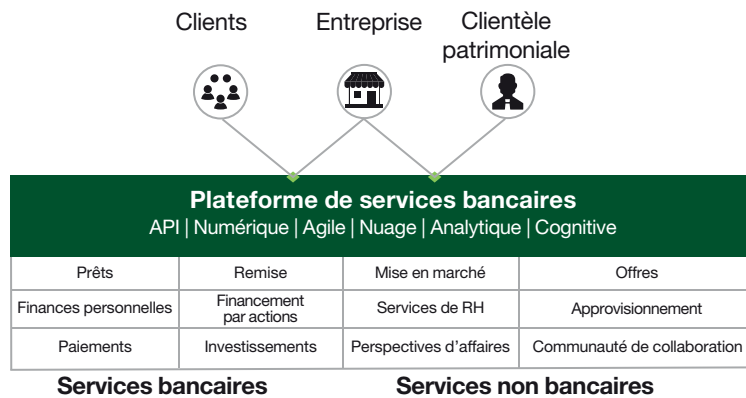 Clients
Entreprise
Clientèle
patrimoniale
Plateforme de services bancaires
API | Numérique | Agile | Nuage | Analytique | Cognitive
Prêts
Remise
Mise en marché
Offres
Finances personnelles
Financement
par actions
Services de RH
Approvisionnement
Paiements
Investissements
Perspectives d’affaires
Communauté de collaboration
Services bancaires
Services non bancaires